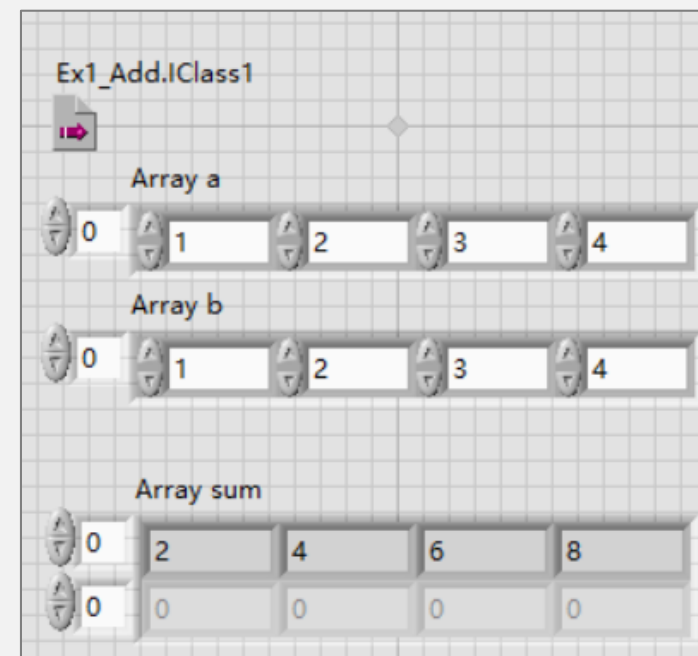 Ex1_Add.IClass1
Array a
0 1 2 3 4
Array b
0 1 2 3 4
Array sum
0 2 4 6 8
0 0 0 0 0